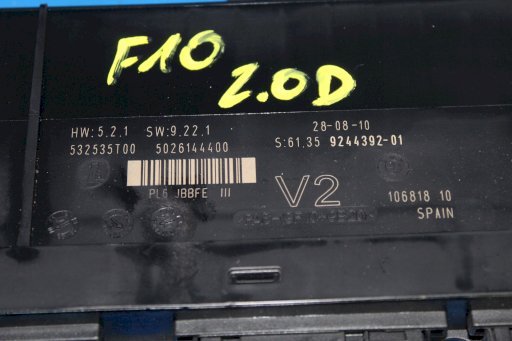 F10
2.0D
HW:5.2.1 SW:9.22.1 28-08-10
532535T00 5026144400 S:61.35 9244392-01
PL6 JBBFE III
V2
106818 10
SPAIN